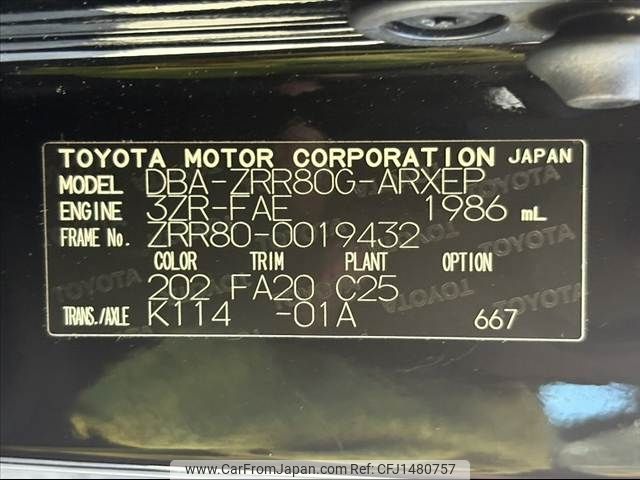 TOYOTA MOTOR CORPORATION JAPAN
MODEL DBA-ZRR80G-ARXEP
ENGINE 3ZR-FAE 1986 mL
FRAME No. ZRR80-0019432
COLOR TRIM PLANT OPTION
202 FA20 C25
TRANS./AXLE K114 -01A 667
www.CarFromJapan.com REF No. CFJ1480757